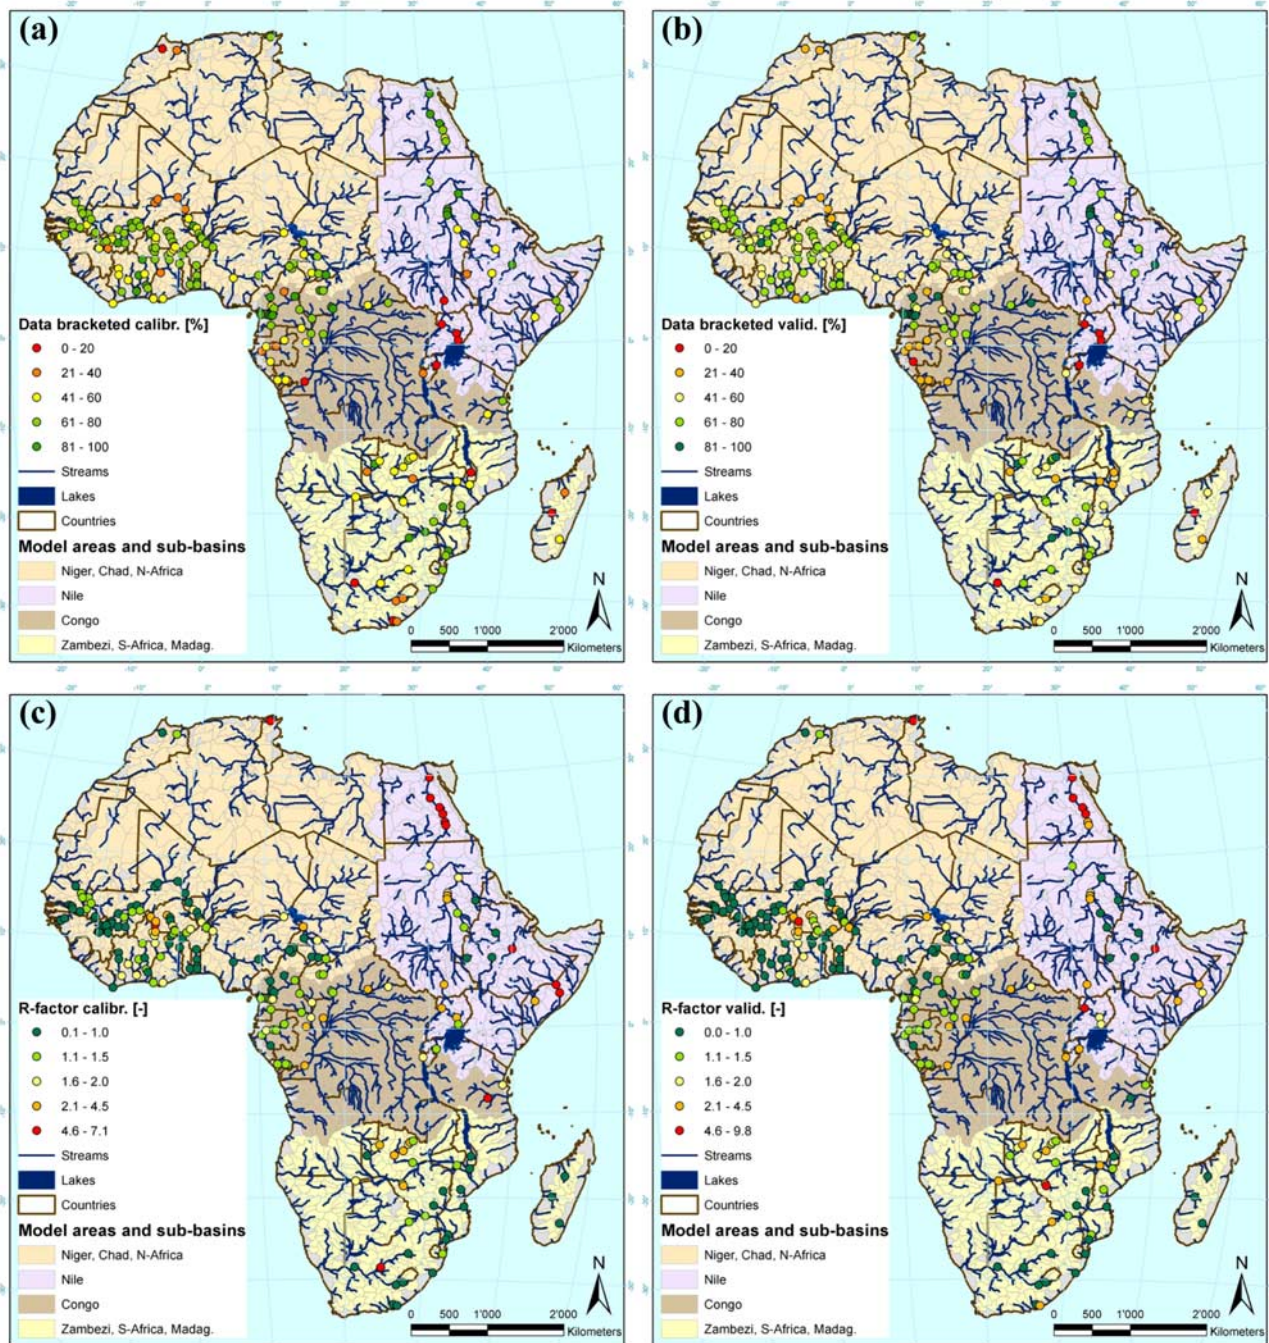 (a)
Data bracketed calibr. [%]
0 - 20
21 - 40
41 - 60
61 - 80
81 - 100
Streams
Lakes
Countries
Model areas and sub-basins
Niger, Chad, N-Africa
Nile
Congo
Zambezi, S-Africa, Madag.
N
0 500 1'000 2'000
Kilometers
(b)
Data bracketed valid. [%]
0 - 20
21 - 40
41 - 60
61 - 80
81 - 100
Streams
Lakes
Countries
Model areas and sub-basins
Niger, Chad, N-Africa
Nile
Congo
Zambezi, S-Africa, Madag.
N
0 500 1'000 2'000
Kilometers
(c)
R-factor calibr. [-]
0.1 - 1.0
1.1 - 1.5
1.6 - 2.0
2.1 - 4.5
4.6 - 7.1
Streams
Lakes
Countries
Model areas and sub-basins
Niger, Chad, N-Africa
Nile
Congo
Zambezi, S-Africa, Madag.
N
0 500 1'000 2'000
Kilometers
(d)
R-factor valid. [-]
0.0 - 1.0
1.1 - 1.5
1.6 - 2.0
2.1 - 4.5
4.6 - 9.8
Streams
Lakes
Countries
Model areas and sub-basins
Niger, Chad, N-Africa
Nile
Congo
Zambezi, S-Africa, Madag.
N
0 500 1'000 2'000
Kilometers